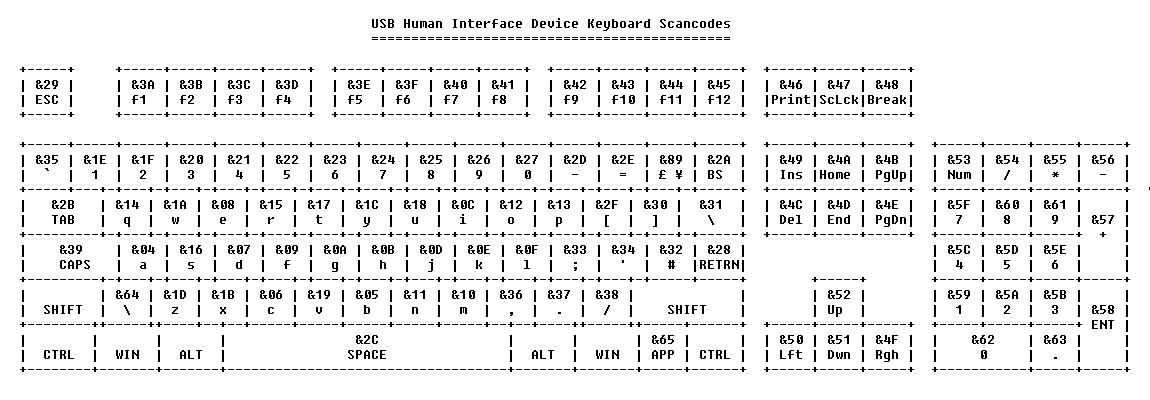 USB Human Interface Device Keyboard Scancodes
&29 &3A &3B &3C &3D &3E &3F &40 &41 &42 &43 &44 &45 &46 &47 &48
ESC f1 f2 f3 f4 f5 f6 f7 f8 f9 f10 f11 f12 Print ScLck Break
&35 &1E &1F &20 &21 &22 &23 &24 &25 &26 &27 &2D &2E &89 &2A &49 &4A &4B &53 &54 &55 &56
` 1 2 3 4 5 6 7 8 9 0 - = £ ¥ BS Ins Home PgUp Num / * -
&2B &14 &1A &08 &15 &17 &1C &18 &0C &12 &13 &2F &30 &31 &4C &4D &4E &5F &60 &61
TAB q w e r t y u i o p [ ] \ Del End PgDn 7 8 9 &57
+
&39 &04 &16 &07 &09 &0A &0B &0D &0E &0F &33 &34 &32 &28 &5C &5D &5E
CAPS a s d f g h j k l ; ' # RETRN 4 5 6
&64 &1D &1B &06 &19 &05 &11 &10 &36 &37 &38 &52 &59 &5A &5B
SHIFT \ z x c v b n m , . / SHIFT Up 1 2 3 &58
ENT
&2C &65 &50 &51 &4F &62 &63
CTRL WIN ALT SPACE ALT WIN APP CTRL Lft Dwn Rgh 0 .